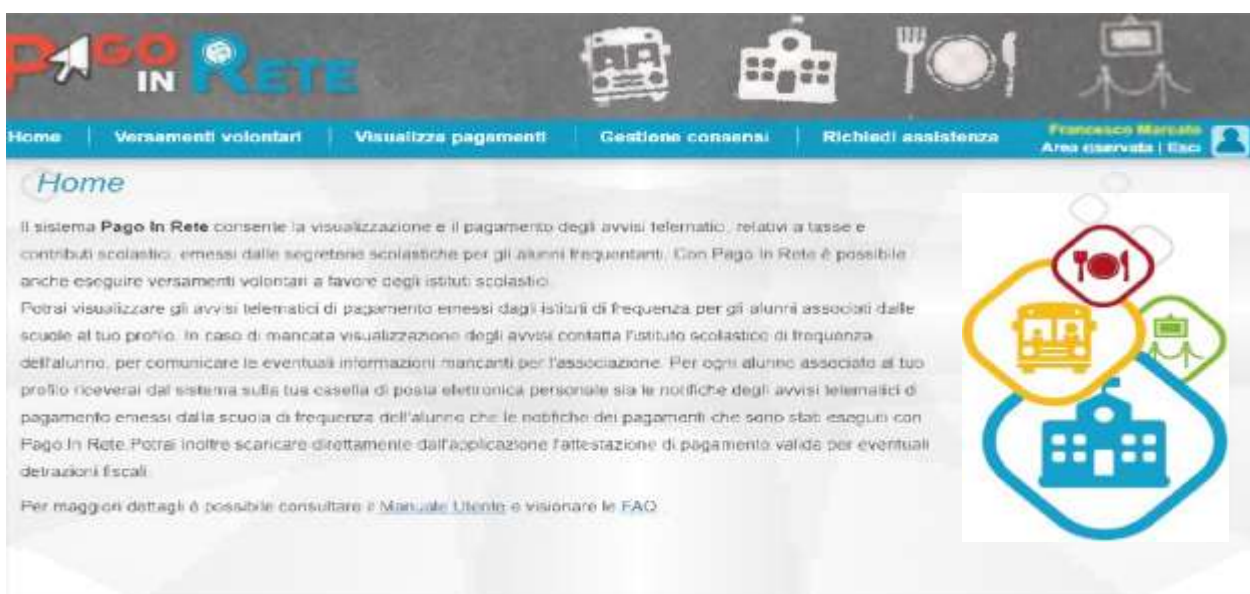 PAGO
IN RETE
Home | Versamenti volontari | Visualizza pagamenti | Gestione consensi | Richiedi assistenza
Francesco Marcato
Area riservata | Esci
Home
Il sistema Pago In Rete consente la visualizzazione e il pagamento degli avvisi telematici, relativi a tasse e
contributi scolastici, emessi dalle segreterie scolastiche per gli alunni frequentanti. Con Pago In Rete è possibile
anche eseguire versamenti volontari a favore degli istituti scolastici.
Potrai visualizzare gli avvisi telematici di pagamento emessi dagli istituti di frequenza per gli alunni associati dalle
scuole al tuo profilo. In caso di mancata visualizzazione degli avvisi contatta l'istituto scolastico di frequenza
dell'alunno, per comunicare le eventuali informazioni mancanti per l'associazione. Per ogni alunno associato al tuo
profilo riceverai dal sistema sulla tua casella di posta elettronica personale sia le notifiche degli avvisi telematici di
pagamento emessi dalla scuola di frequenza dell'alunno che le notifiche dei pagamenti che sono stati eseguiti con
Pago In Rete.Potrai inoltre scaricare direttamente dall'applicazione l'attestazione di pagamento valida per eventuali
detrazioni fiscali.
Per maggiori dettagli è possibile consultare il Manuale Utente e visionare le FAQ